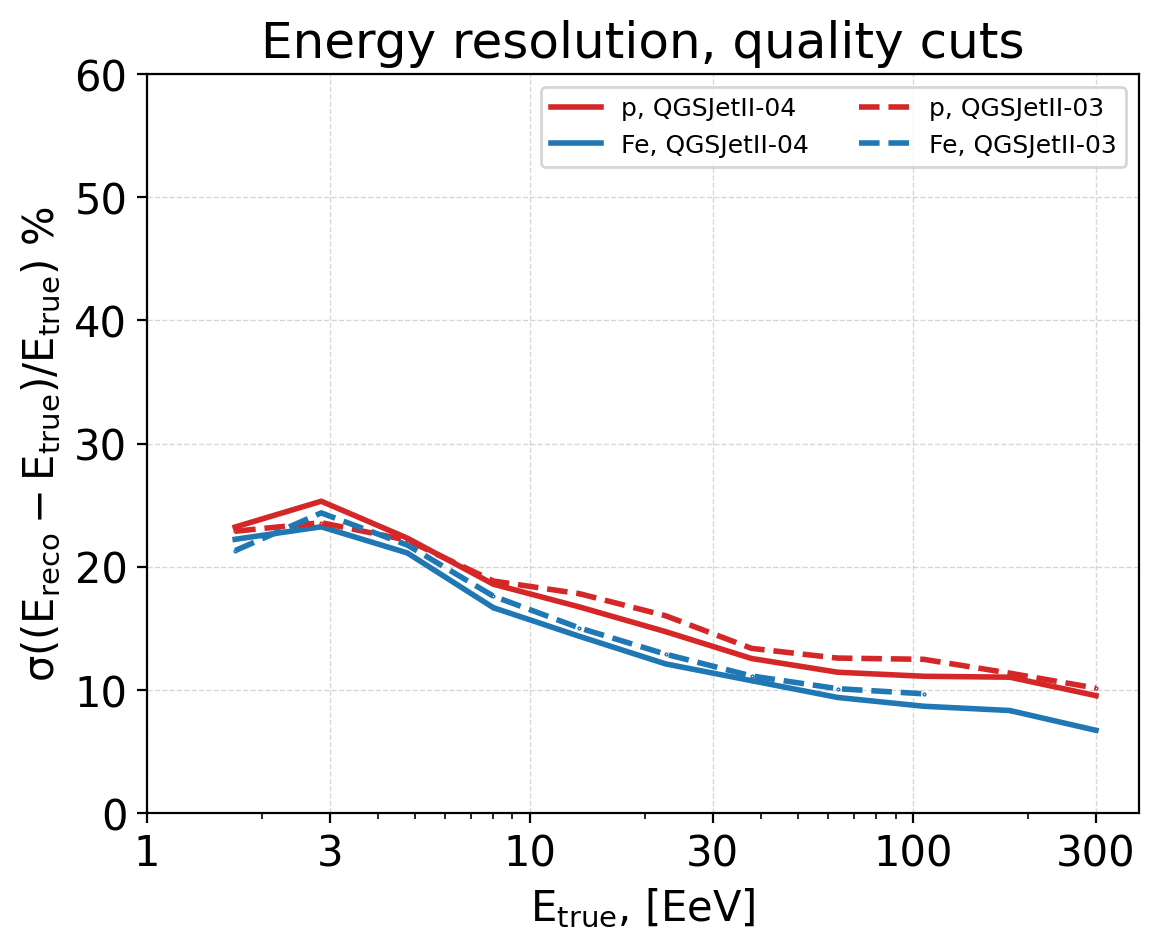 Energy resolution, quality cuts
p, QGSJetII-04
Fe, QGSJetII-04
p, QGSJetII-03
Fe, QGSJetII-03
σ((E_reco − E_true)/E_true) %
60
50
40
30
20
10
0
1 3 10 30 100 300
E_true, [EeV]